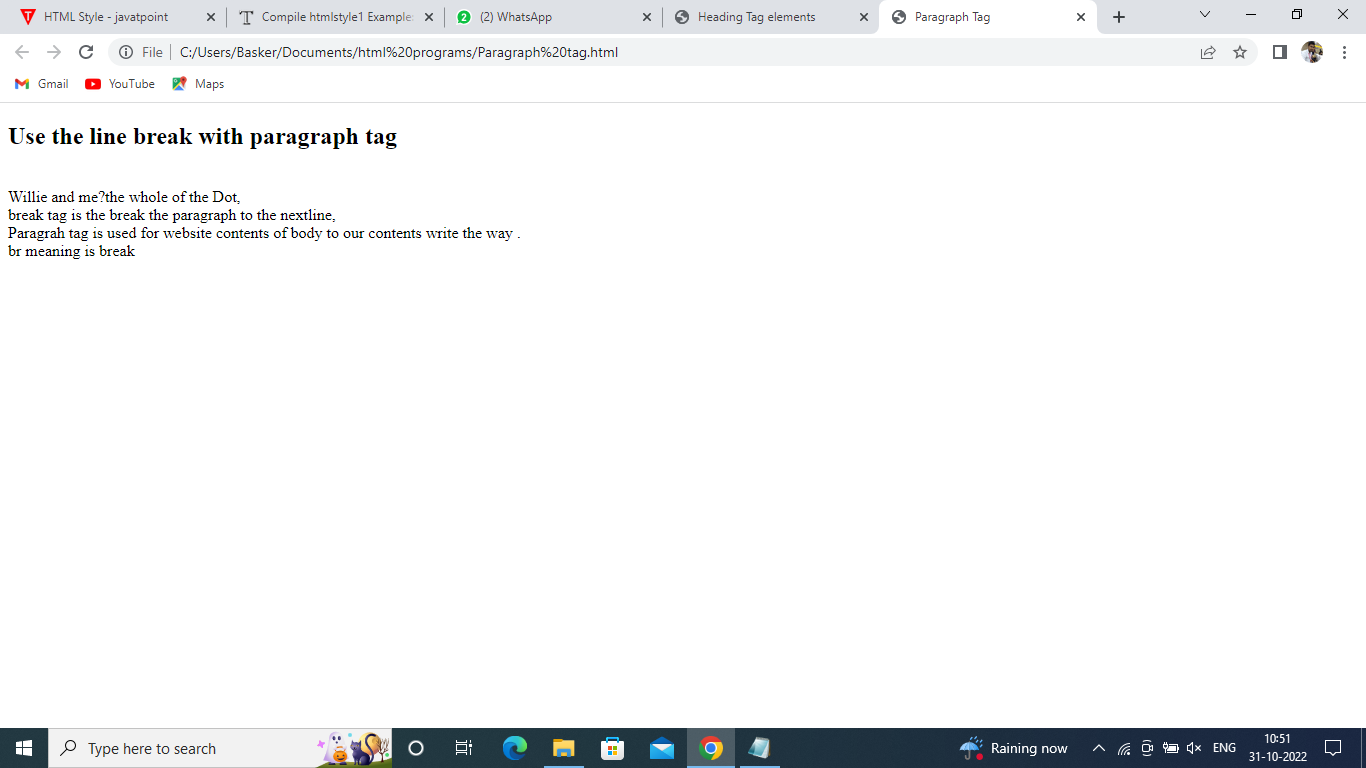 HTML Style - javatpoint
Compile htmlstyle1 Example:
(2) WhatsApp
Heading Tag elements
Paragraph Tag
File
C:/Users/Basker/Documents/html%20programs/Paragraph%20tag.html
Gmail
YouTube
Maps
Use the line break with paragraph tag
Willie and me?the whole of the Dot,
break tag is the break the paragraph to the nextline,
Paragrah tag is used for website contents of body to our contents write the way .
br meaning is break
Type here to search
Raining now
ENG
10:51
31-10-2022